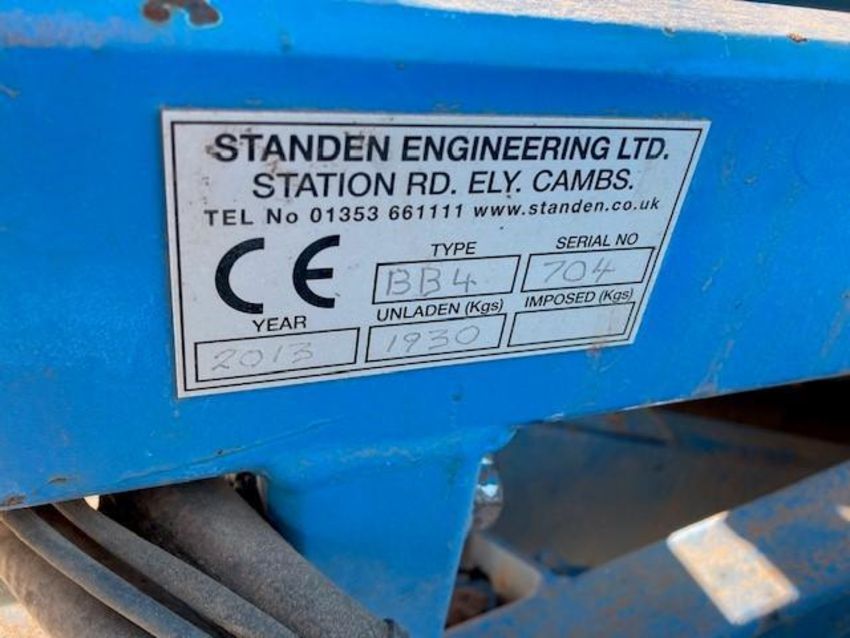 STANDEN ENGINEERING LTD.
STATION RD. ELY. CAMBS.
TEL No 01353 661111 www.standen.co.uk
CE
TYPE
BB4
SERIAL NO
704
YEAR
2013
UNLADEN (Kgs)
1930
IMPOSED (Kgs)